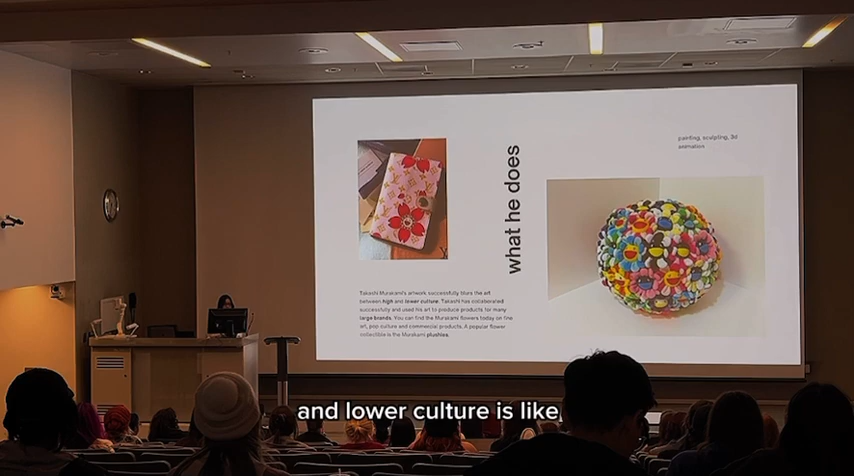 painting, sculpting, 3d
animation
what he does
Takashi Murakami's artwork successfully blurs the art
between high and lower culture. Takashi has collaborated
successfully and used his art to produce products for many
large brands. You can find the Murakami flowers today on fine
art, pop culture and commercial products. A popular flower
collectible is the Murakami plushies.
and lower culture is like,